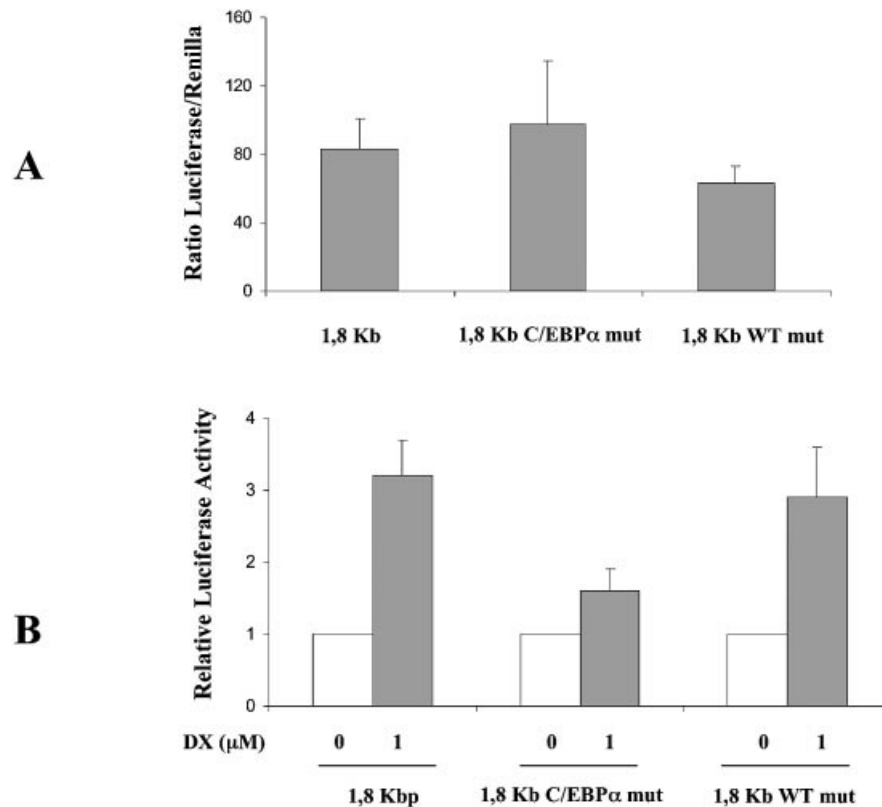 A
Ratio Luciferase/Renilla
160
120
80
40
0
1,8 Kb
1,8 Kb C/EBPα mut
1,8 Kb WT mut
B
Relative Luciferase Activity
4
3
2
1
0
DX (μM) 0 1 0 1 0 1
1,8 Kbp
1,8 Kb C/EBPα mut
1,8 Kb WT mut